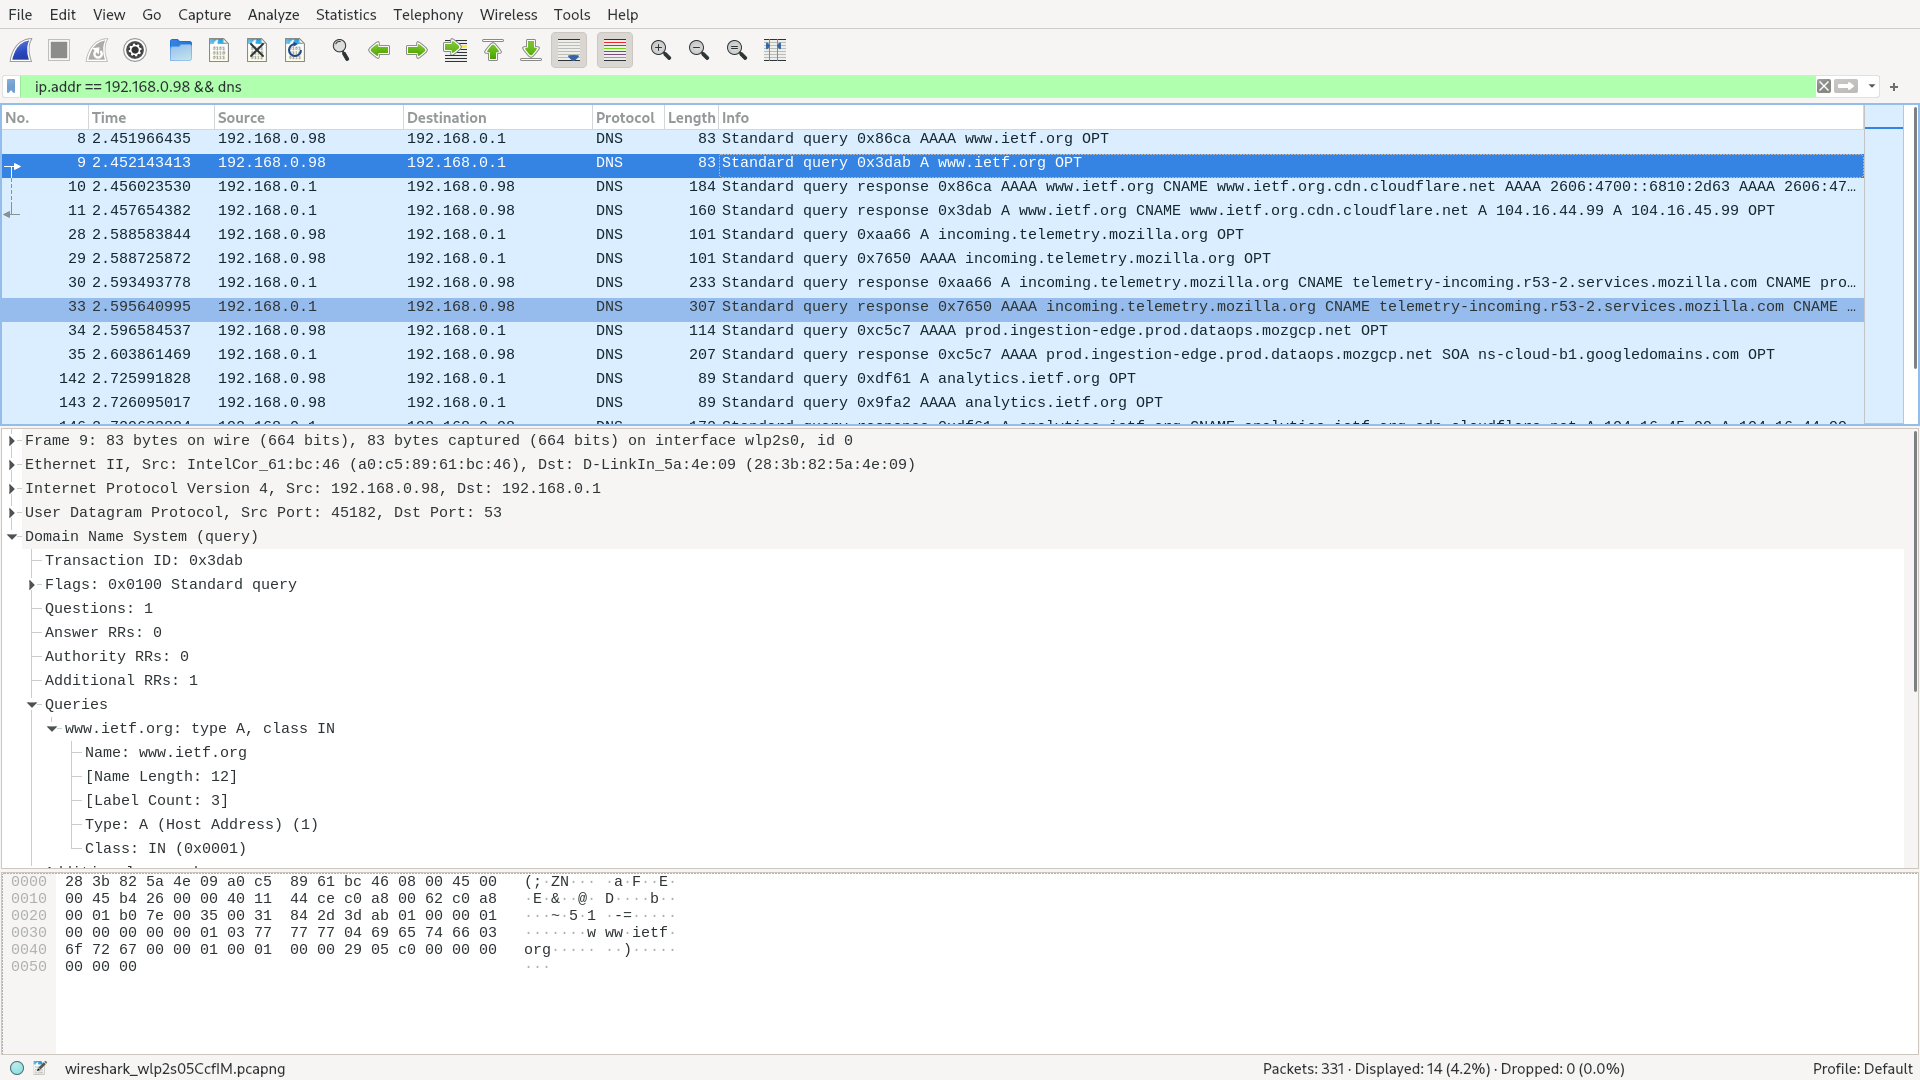 File Edit View Go Capture Analyze Statistics Telephony Wireless Tools Help
ip.addr == 192.168.0.98 && dns
No. Time Source Destination Protocol Length Info
8 2.451966435 192.168.0.98 192.168.0.1 DNS 83 Standard query 0x86ca AAAA www.ietf.org OPT
9 2.452143413 192.168.0.98 192.168.0.1 DNS 83 Standard query 0x3dab A www.ietf.org OPT
10 2.456023530 192.168.0.1 192.168.0.98 DNS 184 Standard query response 0x86ca AAAA www.ietf.org CNAME www.ietf.org.cdn.cloudflare.net AAAA 2606:4700::6810:2d63 AAAA 2606:47…
11 2.457654382 192.168.0.1 192.168.0.98 DNS 160 Standard query response 0x3dab A www.ietf.org CNAME www.ietf.org.cdn.cloudflare.net A 104.16.44.99 A 104.16.45.99 OPT
28 2.588583844 192.168.0.98 192.168.0.1 DNS 101 Standard query 0xaa66 A incoming.telemetry.mozilla.org OPT
29 2.588725872 192.168.0.98 192.168.0.1 DNS 101 Standard query 0x7650 AAAA incoming.telemetry.mozilla.org OPT
30 2.593493778 192.168.0.1 192.168.0.98 DNS 233 Standard query response 0xaa66 A incoming.telemetry.mozilla.org CNAME telemetry-incoming.r53-2.services.mozilla.com CNAME pro…
33 2.595640995 192.168.0.1 192.168.0.98 DNS 307 Standard query response 0x7650 AAAA incoming.telemetry.mozilla.org CNAME telemetry-incoming.r53-2.services.mozilla.com CNAME …
34 2.596584537 192.168.0.98 192.168.0.1 DNS 114 Standard query 0xc5c7 AAAA prod.ingestion-edge.prod.dataops.mozgcp.net OPT
35 2.603861469 192.168.0.1 192.168.0.98 DNS 207 Standard query response 0xc5c7 AAAA prod.ingestion-edge.prod.dataops.mozgcp.net SOA ns-cloud-b1.googledomains.com OPT
142 2.725991828 192.168.0.98 192.168.0.1 DNS 89 Standard query 0xdf61 A analytics.ietf.org OPT
143 2.726095017 192.168.0.98 192.168.0.1 DNS 89 Standard query 0x9fa2 AAAA analytics.ietf.org OPT
Frame 9: 83 bytes on wire (664 bits), 83 bytes captured (664 bits) on interface wlp2s0, id 0
Ethernet II, Src: IntelCor_61:bc:46 (a0:c5:89:61:bc:46), Dst: D-LinkIn_5a:4e:09 (28:3b:82:5a:4e:09)
Internet Protocol Version 4, Src: 192.168.0.98, Dst: 192.168.0.1
User Datagram Protocol, Src Port: 45182, Dst Port: 53
Domain Name System (query)
Transaction ID: 0x3dab
Flags: 0x0100 Standard query
Questions: 1
Answer RRs: 0
Authority RRs: 0
Additional RRs: 1
Queries
www.ietf.org: type A, class IN
Name: www.ietf.org
[Name Length: 12]
[Label Count: 3]
Type: A (Host Address) (1)
Class: IN (0x0001)
0000 28 3b 82 5a 4e 09 a0 c5 89 61 bc 46 08 00 45 00 (;·ZN··· ·a·F··E·
0010 00 45 b4 26 00 00 40 11 44 ce c0 a8 00 62 c0 a8 ·E·&··@· D····b··
0020 00 01 b0 7e 00 35 00 31 84 2d 3d ab 01 00 00 01 ···~·5·1 ·-=·····
0030 00 00 00 00 00 01 03 77 77 77 04 69 65 74 66 03 ·······w ww·ietf·
0040 6f 72 67 00 00 01 00 01 00 00 29 05 c0 00 00 00 org····· ··)·····
0050 00 00 00 ···
wireshark_wlp2s05CcfIM.pcapng Packets: 331 · Displayed: 14 (4.2%) · Dropped: 0 (0.0%) Profile: Default